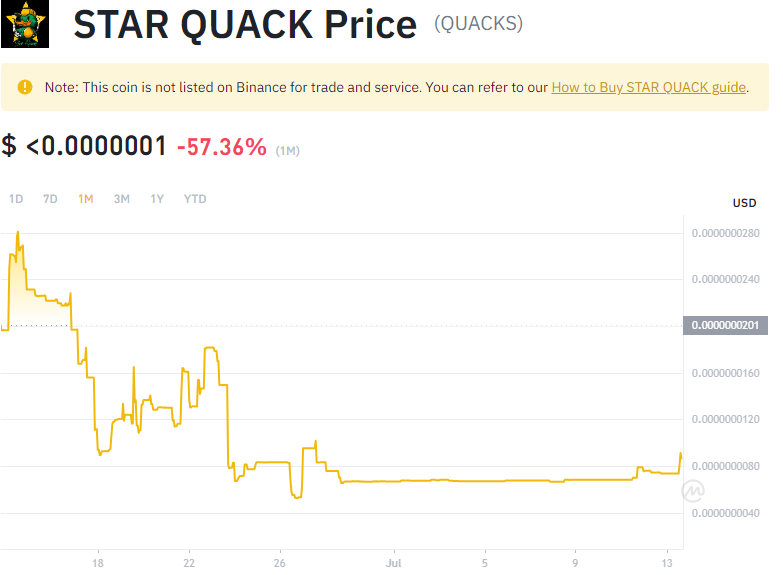 STAR QUACK Price (QUACKS)
Note: This coin is not listed on Binance for trade and service. You can refer to our How to Buy STAR QUACK guide.
$ <0.0000001 -57.36% (1M)
1D 7D 1M 3M 1Y YTD
USD
0.0000000280
0.0000000240
0.0000000201
0.0000000160
0.0000000120
0.0000000080
0.0000000040
18 22 26 Jul 5 9 13